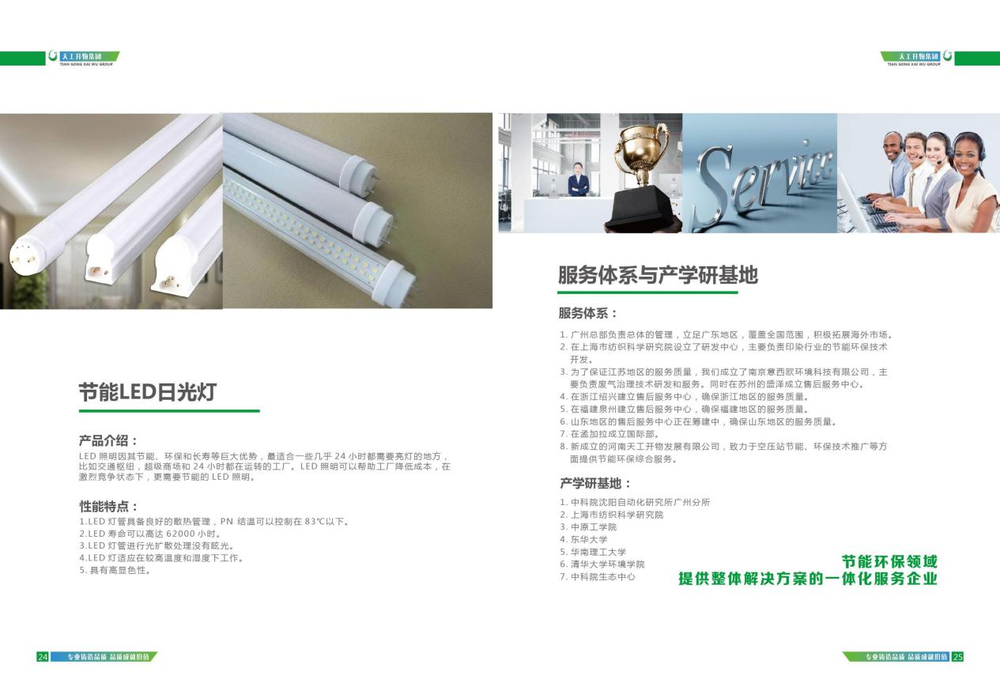 天工开物集团
TIAN GONG KAI WU GROUP
节能LED日光灯
产品介绍：
LED 照明因其节能、环保和长寿等巨大优势，最适合一些几乎 24 小时都需要亮灯的地方，
比如交通枢纽，超级商场和 24 小时都在运转的工厂。LED 照明可以帮助工厂降低成本，在
激烈竞争状态下，更需要节能的 LED 照明。
性能特点：
1.LED 灯管具备良好的散热管理，PN 结温可以控制在 83℃以下。
2.LED 寿命可以高达 62000 小时。
3.LED 灯管进行光扩散处理没有眩光。
4.LED 灯适应在较高温度和湿度下工作。
5. 具有高显色性。
24 专业铸造品质 品质成就价值
天工开物集团
TIAN GONG KAI WU GROUP
Service
服务体系与产学研基地
服务体系：
1. 广州总部负责总体的管理，立足广东地区，覆盖全国范围，积极拓展海外市场。
2. 在上海市纺织科学研究院设立了研发中心，主要负责印染行业的节能环保技术
开发。
3. 为了保证江苏地区的服务质量，我们成立了南京意西欧环境科技有限公司，主
要负责废气治理技术研发和服务。同时在苏州的盛泽成立售后服务中心。
4. 在浙江绍兴建立售后服务中心，确保浙江地区的服务质量。
5. 在福建泉州建立售后服务中心，确保福建地区的服务质量。
6. 山东地区的售后服务中心正在筹建中，确保山东地区的服务质量。
7. 在孟加拉成立国际部。
8. 新成立的河南天工开物发展有限公司，致力于空压站节能、环保技术推广等方
面提供节能环保综合服务。
产学研基地：
1. 中科院沈阳自动化研究所广州分所
2. 上海市纺织科学研究院
3. 中原工学院
4. 东华大学
5. 华南理工大学
6. 清华大学环境学院
7. 中科院生态中心
节能环保领域
提供整体解决方案的一体化服务企业
专业铸造品质 品质成就价值 25